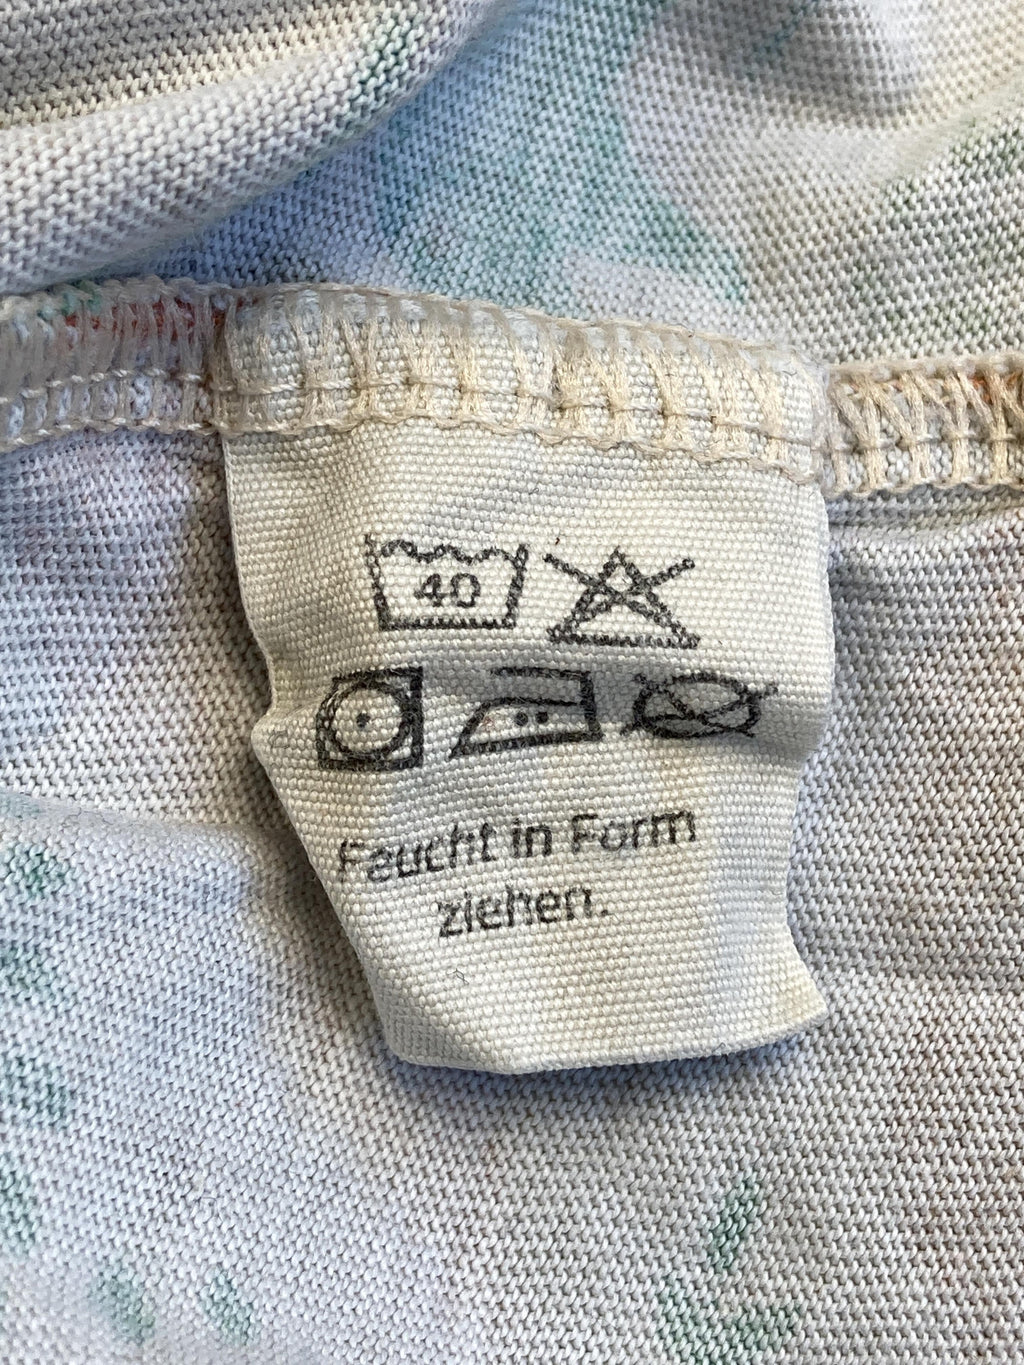 40
Feucht in Form
ziehen.